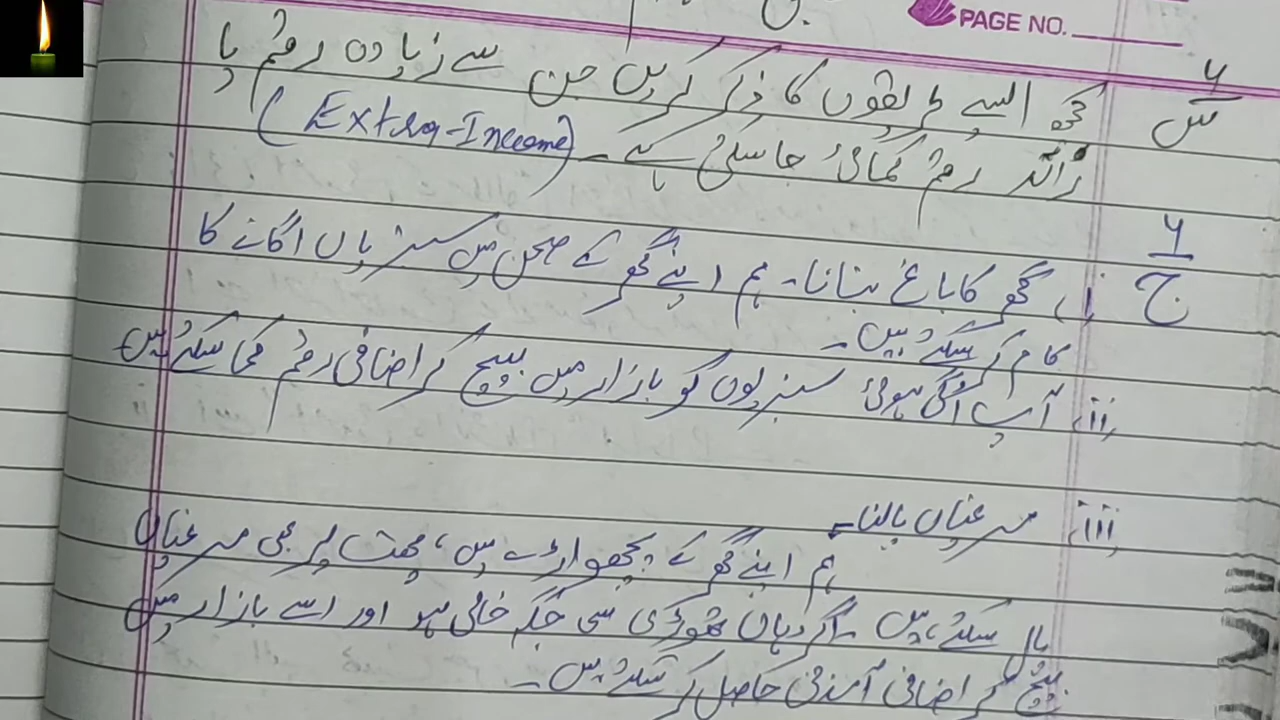 PAGE NO.
۶
س کچھ ایسے طریقوں کا ذکر کریں جن سے زیادہ رقم یا
زائد رقم کمائی جا سکتی ہے۔ (Extra-Income)
۶
ج i) گھر کا باغ بنانا۔ ہم اپنے گھر کے صحن میں سبزیاں اگانے کا
کام کر سکتے ہیں۔
ii) آپ اگی ہوئی سبزیوں کو بازار میں بیچ کر اضافی رقم کما سکتے ہیں
iii) مرغیاں پالنا۔
ہم اپنے گھر کے پچھواڑے میں، چھت پر بھی مرغیاں
پال سکتے ہیں۔ اگر وہاں تھوڑی سی جگہ خالی ہو اور اسے بازار میں
بیچ کر اضافی آمدنی حاصل کر سکتے ہیں۔